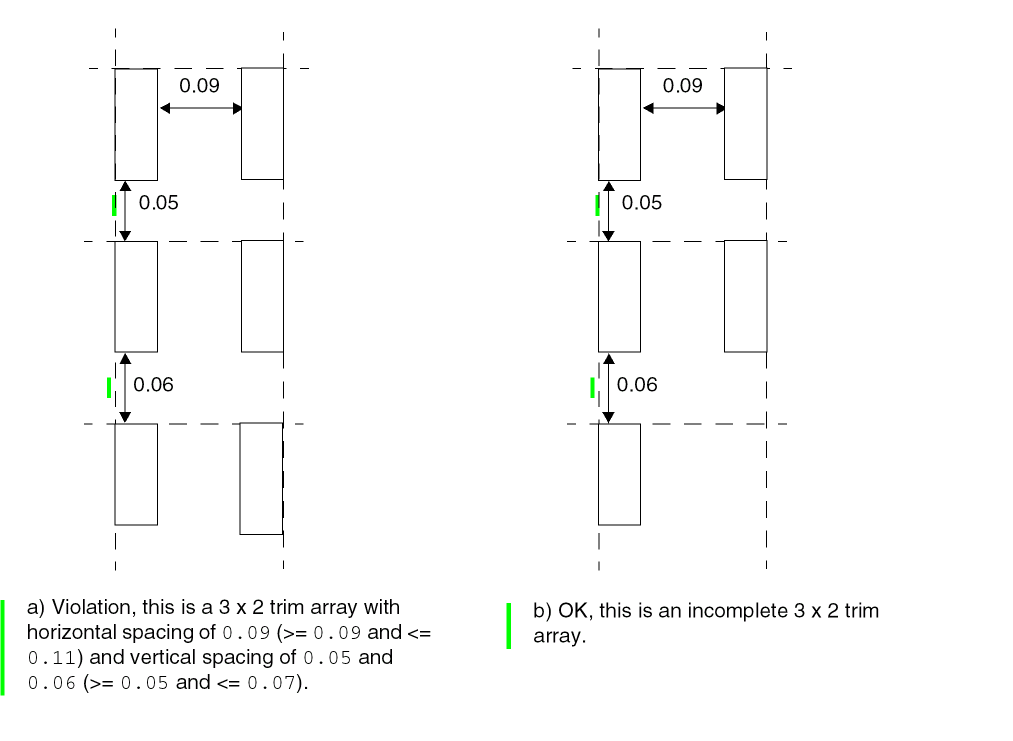 0.09
0.05
0.06
a) Violation, this is a 3 x 2 trim array with
horizontal spacing of 0.09 (>= 0.09 and <=
0.11) and vertical spacing of 0.05 and
0.06 (>= 0.05 and <= 0.07).
0.09
0.05
0.06
b) OK, this is an incomplete 3 x 2 trim
array.